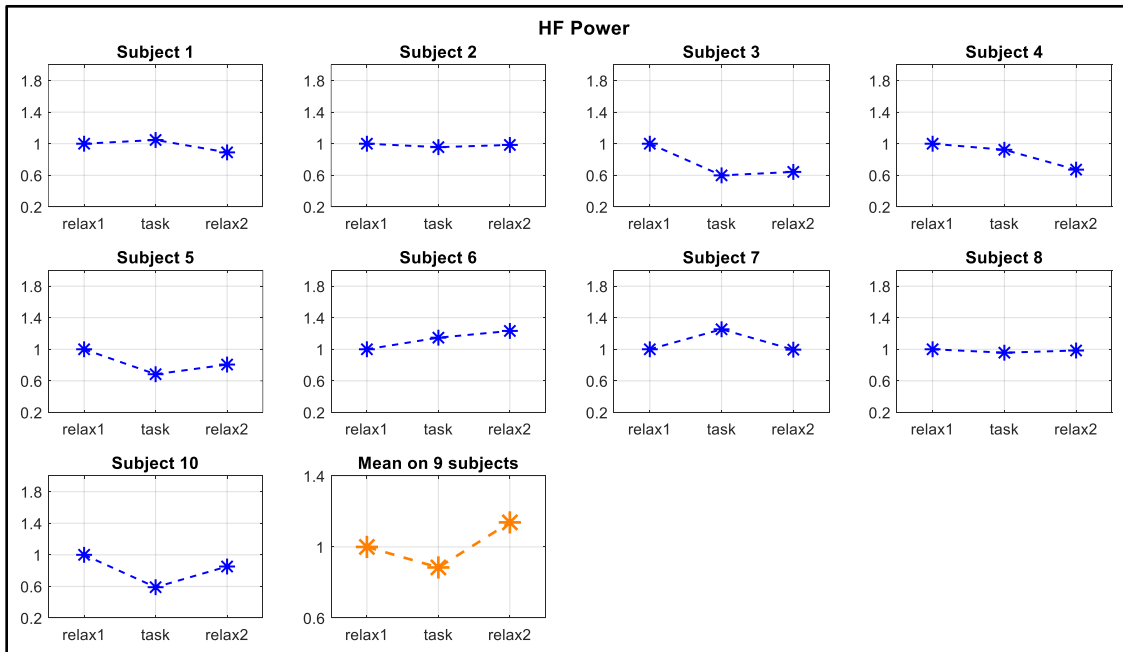 HF Power
Subject 1 Subject 2 Subject 3 Subject 4
1.8 1.8 1.8 1.8
1.4 1.4 1.4 1.4
1 1 1 1
0.6 0.6 0.6 0.6
0.2 0.2 0.2 0.2
relax1 task relax2 relax1 task relax2 relax1 task relax2 relax1 task relax2
Subject 5 Subject 6 Subject 7 Subject 8
1.8 1.8 1.8 1.8
1.4 1.4 1.4 1.4
1 1 1 1
0.6 0.6 0.6 0.6
0.2 0.2 0.2 0.2
relax1 task relax2 relax1 task relax2 relax1 task relax2 relax1 task relax2
Subject 10 Mean on 9 subjects
1.8 1.4
1.4
1 1
0.6
0.2 0.6
relax1 task relax2 relax1 task relax2